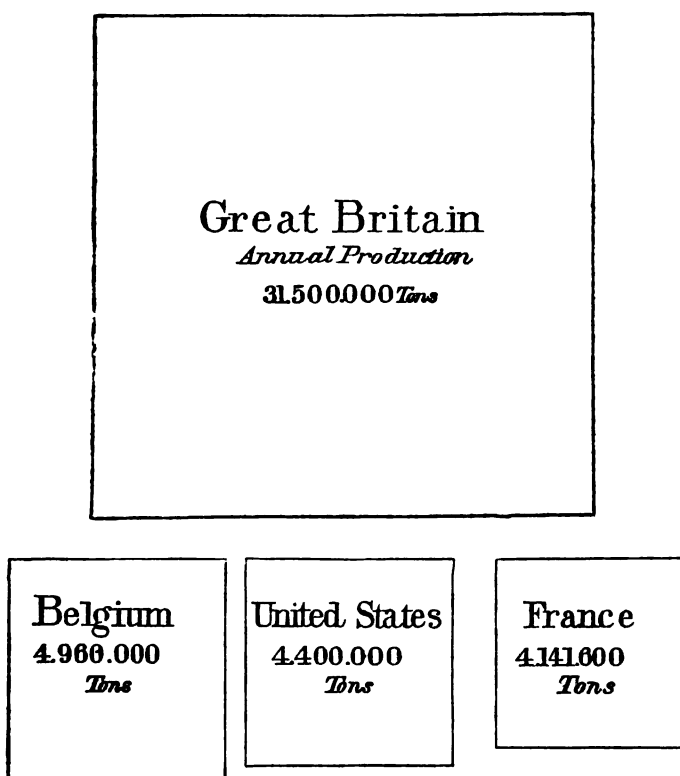 Great Britain
Annual Production
31.500.000 Tons
Belgium
4.960.000
Tons
United States
4.400.000
Tons
France
4.141.600
Tons